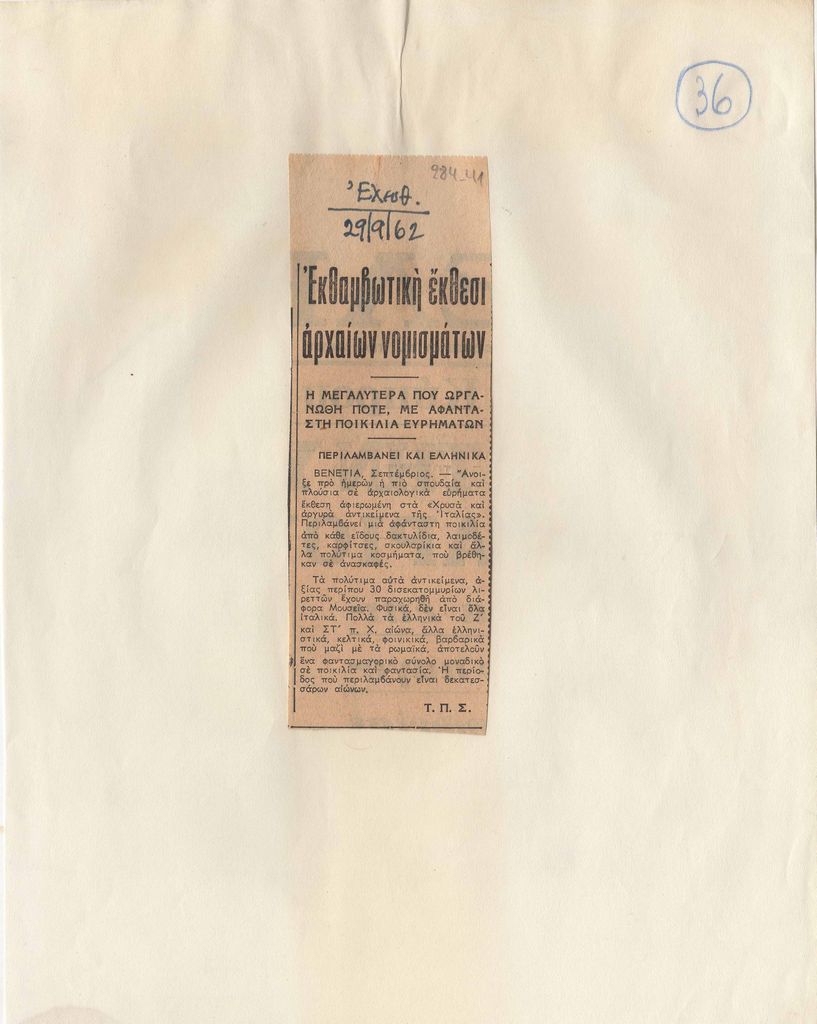 36
284-41
Ἐλευθ.
29/9/62
Ἐκθαμβωτικὴ ἔκθεσι
ἀρχαίων νομισμάτων
Η ΜΕΓΑΛΥΤΕΡΑ ΠΟΥ ΩΡΓΑ-
ΝΩΘΗ ΠΟΤΕ, ΜΕ ΑΦΑΝΤΑ-
ΣΤΗ ΠΟΙΚΙΛΙΑ ΕΥΡΗΜΑΤΩΝ
ΠΕΡΙΛΑΜΒΑΝΕΙ ΚΑΙ ΕΛΛΗΝΙΚΑ
ΒΕΝΕΤΙΑ, Σεπτέμβριος. — Ἄνοι-
ξε πρὸ ἡμερῶν ἡ πιὸ σπουδαία καὶ
πλούσια σὲ ἀρχαιολογικὰ εὑρήματα
ἔκθεση ἀφιερωμένη στὰ «Χρυσᾶ καὶ
ἀργυρᾶ ἀντικείμενα τῆς Ἰταλίας».
Περιλαμβάνει μιὰ ἀφάνταστη ποικιλία
ἀπὸ κάθε εἴδους δακτυλίδια, λαιμοδέ-
τες, καρφίτσες, σκουλαρίκια καὶ ἄλ-
λα πολύτιμα κοσμήματα, ποὺ βρέθη-
καν σὲ ἀνασκαφές.
Τὰ πολύτιμα αὐτὰ ἀντικείμενα, ἀ-
ξίας περίπου 30 δισεκατομμυρίων λι-
ρεττῶν ἔχουν παραχωρηθῆ ἀπὸ διά-
φορα Μουσεῖα. Φυσικά, δὲν εἶναι ὅλα
ἰταλικά. Πολλὰ τὰ ἑλληνικὰ τοῦ Ζ΄
καὶ ΣΤ΄ π. Χ. αἰώνα, ἄλλα ἑλληνι-
στικά, κελτικά, φοινικικά, βαρβαρικὰ
ποὺ μαζὶ μὲ τὰ ρωμαϊκά, ἀποτελοῦν
ἕνα φαντασμαγορικὸ σύνολο μοναδικὸ
σὲ ποικιλία καὶ φαντασία. Ἡ περίο-
δος ποὺ περιλαμβάνουν εἶναι δεκατεσ-
σάρων αἰώνων.
Τ. Π. Σ.